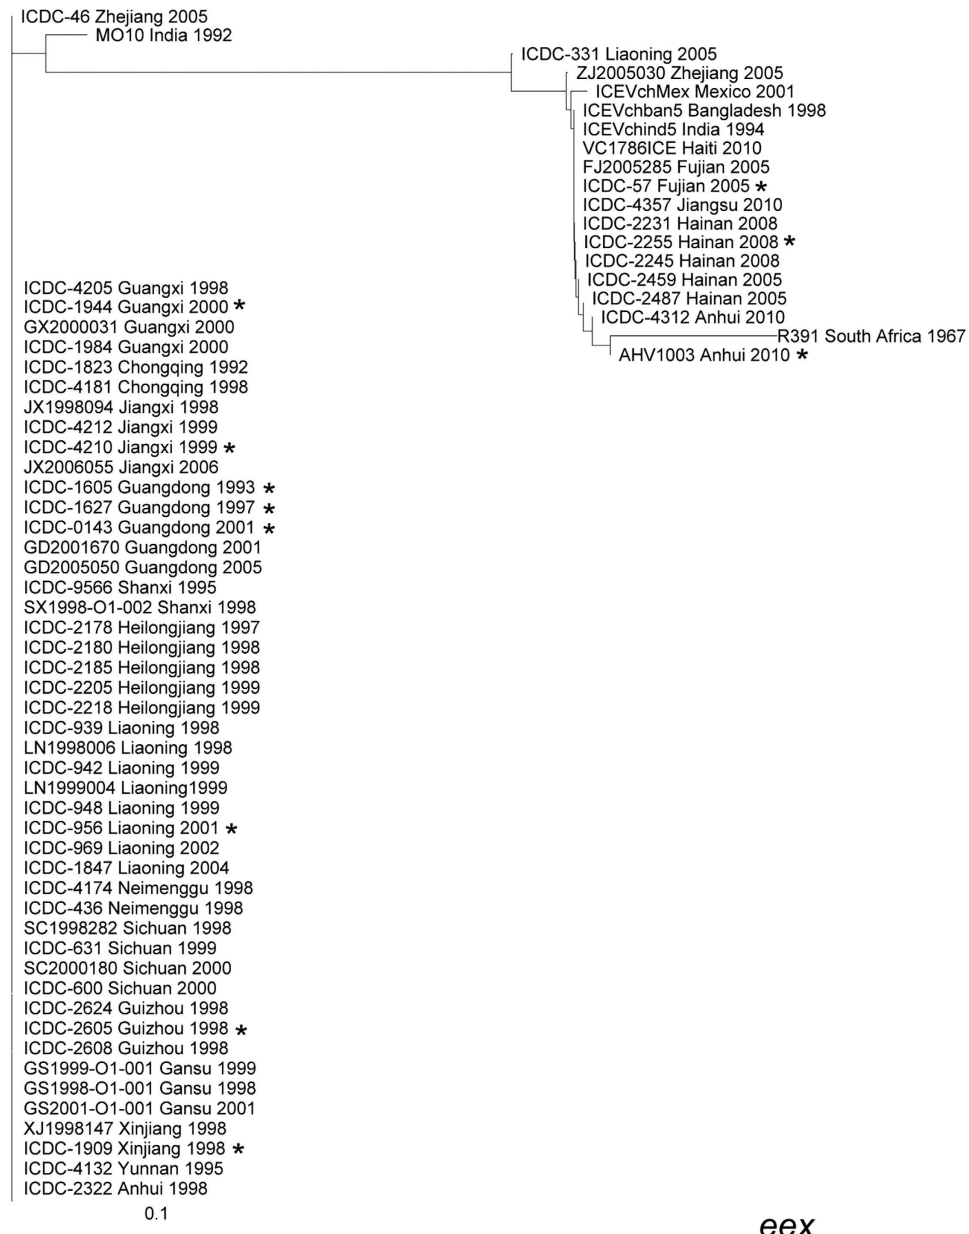 ICDC-46 Zhejiang 2005
MO10 India 1992
ICDC-331 Liaoning 2005
ZJ2005030 Zhejiang 2005
ICEVchMex Mexico 2001
ICEVchban5 Bangladesh 1998
ICEVchind5 India 1994
VC1786ICE Haiti 2010
FJ2005285 Fujian 2005
ICDC-57 Fujian 2005 *
ICDC-4357 Jiangsu 2010
ICDC-2231 Hainan 2008
ICDC-2255 Hainan 2008 *
ICDC-2245 Hainan 2008
ICDC-2459 Hainan 2005
ICDC-2487 Hainan 2005
ICDC-4312 Anhui 2010
R391 South Africa 1967
AHV1003 Anhui 2010 *
ICDC-4205 Guangxi 1998
ICDC-1944 Guangxi 2000 *
GX2000031 Guangxi 2000
ICDC-1984 Guangxi 2000
ICDC-1823 Chongqing 1992
ICDC-4181 Chongqing 1998
JX1998094 Jiangxi 1998
ICDC-4212 Jiangxi 1999
ICDC-4210 Jiangxi 1999 *
JX2006055 Jiangxi 2006
ICDC-1605 Guangdong 1993 *
ICDC-1627 Guangdong 1997 *
ICDC-0143 Guangdong 2001 *
GD2001670 Guangdong 2001
GD2005050 Guangdong 2005
ICDC-9566 Shanxi 1995
SX1998-O1-002 Shanxi 1998
ICDC-2178 Heilongjiang 1997
ICDC-2180 Heilongjiang 1998
ICDC-2185 Heilongjiang 1998
ICDC-2205 Heilongjiang 1999
ICDC-2218 Heilongjiang 1999
ICDC-939 Liaoning 1998
LN1998006 Liaoning 1998
ICDC-942 Liaoning 1999
LN1999004 Liaoning1999
ICDC-948 Liaoning 1999
ICDC-956 Liaoning 2001 *
ICDC-969 Liaoning 2002
ICDC-1847 Liaoning 2004
ICDC-4174 Neimenggu 1998
ICDC-436 Neimenggu 1998
SC1998282 Sichuan 1998
ICDC-631 Sichuan 1999
SC2000180 Sichuan 2000
ICDC-600 Sichuan 2000
ICDC-2624 Guizhou 1998
ICDC-2605 Guizhou 1998 *
ICDC-2608 Guizhou 1998
GS1999-O1-001 Gansu 1999
GS1998-O1-001 Gansu 1998
GS2001-O1-001 Gansu 2001
XJ1998147 Xinjiang 1998
ICDC-1909 Xinjiang 1998 *
ICDC-4132 Yunnan 1995
ICDC-2322 Anhui 1998
0.1
eex